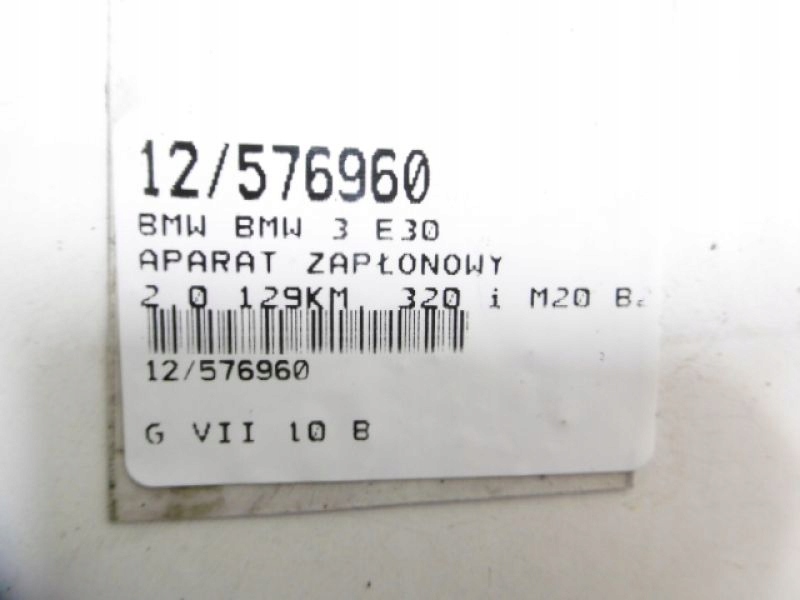 12/576960
BMW BMW 3 E30
APARAT ZAPŁONOWY
2.0 129KM 320 i M20
12/576960
G VII 10 B